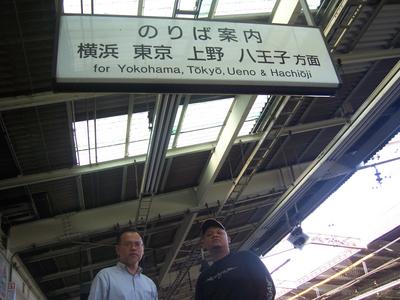 のりば案内
横浜 東京 上野 八王子 方面
for Yokohama, Tōkyō, Ueno & Hachiōji